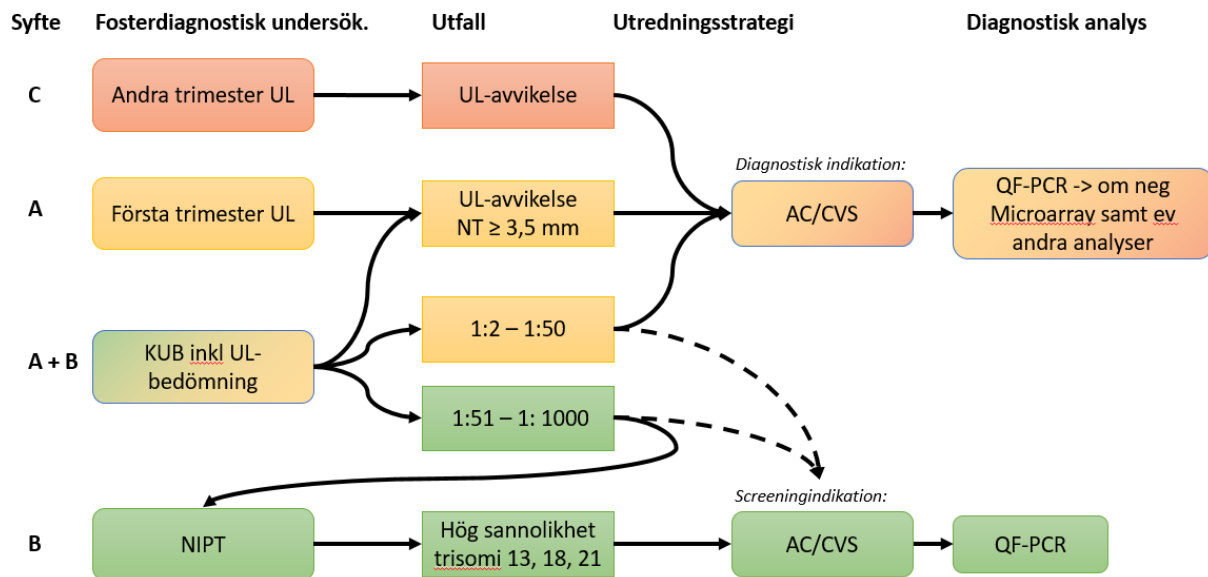 Syfte Fosterdiagnostisk undersök. Utfall Utredningsstrategi Diagnostisk analys
C Andra trimester UL UL-avvikelse
Diagnostisk indikation:
A Första trimester UL
UL-avvikelse
NT ≥ 3,5 mm
AC/CVS
QF-PCR -> om neg
Microarray samt ev
andra analyser
A + B
KUB inkl UL-
bedömning
1:2 – 1:50
1:51 – 1: 1000
Screeningindikation:
B NIPT
Hög sannolikhet
trisomi 13, 18, 21
AC/CVS
QF-PCR